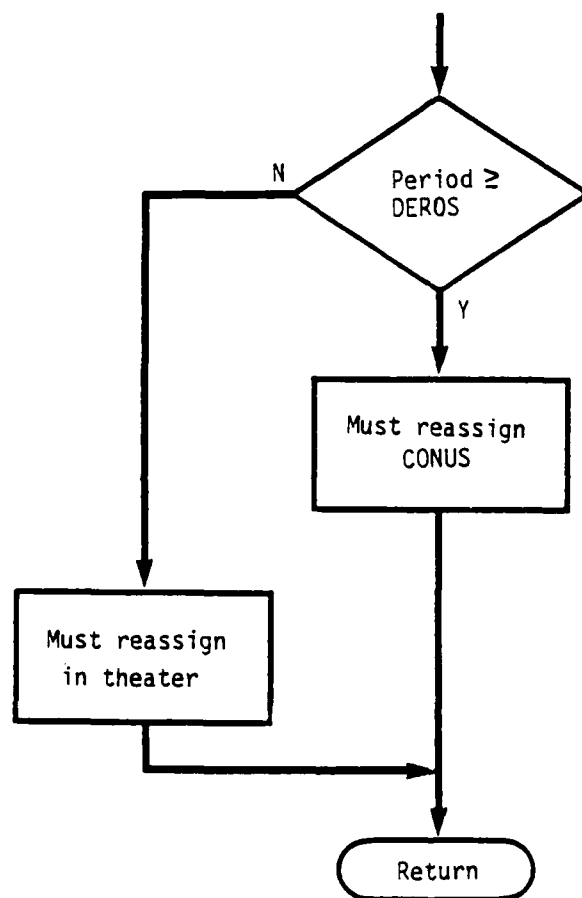 Period ≥
DEROS
N
Y
Must reassign
CONUS
Must reassign
in theater
Return